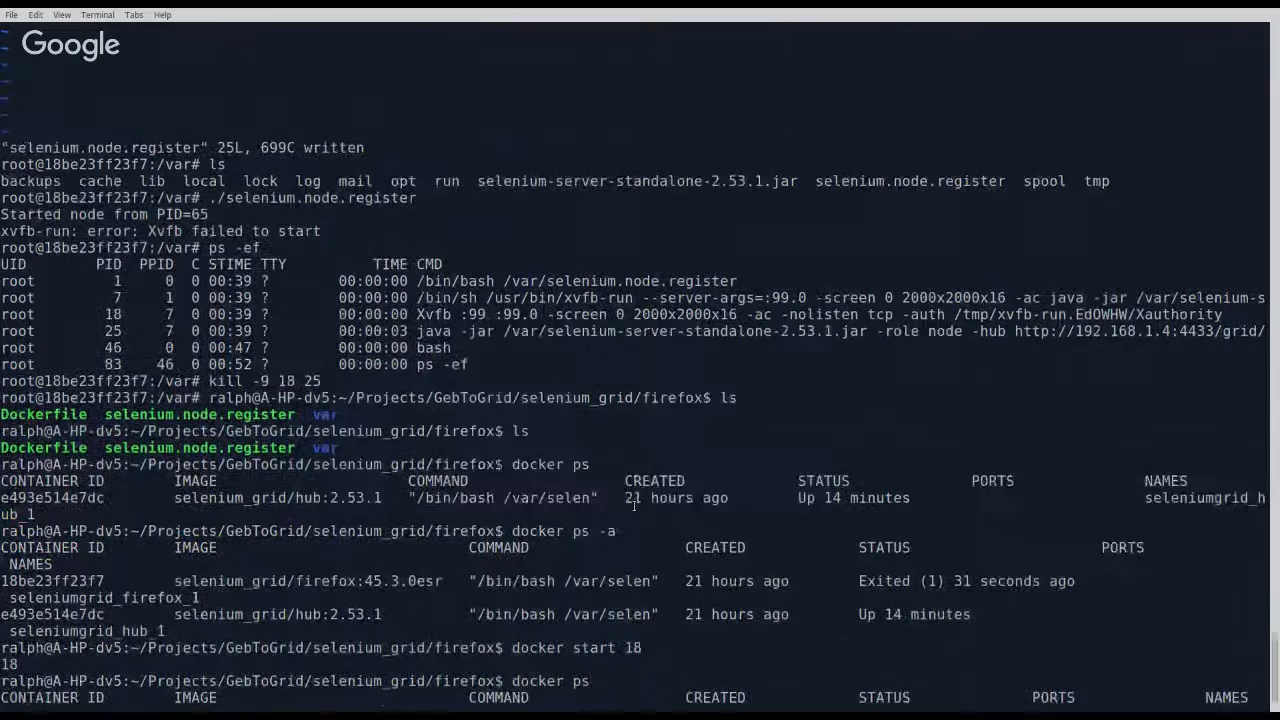 File Edit View Terminal Tabs Help
Google
~
~
~
~
~
~
~
"selenium.node.register" 25L, 699C written
root@18be23ff23f7:/var# ls
backups cache lib local lock log mail opt run selenium-server-standalone-2.53.1.jar selenium.node.register spool tmp
root@18be23ff23f7:/var# ./selenium.node.register
Started node from PID=65
xvfb-run: error: Xvfb failed to start
root@18be23ff23f7:/var# ps -ef
UID PID PPID C STIME TTY TIME CMD
root 1 0 0 00:39 ? 00:00:00 /bin/bash /var/selenium.node.register
root 7 1 0 00:39 ? 00:00:00 /bin/sh /usr/bin/xvfb-run --server-args=:99.0 -screen 0 2000x2000x16 -ac java -jar /var/selenium-s
root 18 7 0 00:39 ? 00:00:00 Xvfb :99 :99.0 -screen 0 2000x2000x16 -ac -nolisten tcp -auth /tmp/xvfb-run.EdOWHW/Xauthority
root 25 7 0 00:39 ? 00:00:03 java -jar /var/selenium-server-standalone-2.53.1.jar -role node -hub http://192.168.1.4:4433/grid/
root 46 0 0 00:47 ? 00:00:00 bash
root 83 46 0 00:52 ? 00:00:00 ps -ef
root@18be23ff23f7:/var# kill -9 18 25
root@18be23ff23f7:/var# ralph@A-HP-dv5:~/Projects/GebToGrid/selenium_grid/firefox$ ls
Dockerfile selenium.node.register var
ralph@A-HP-dv5:~/Projects/GebToGrid/selenium_grid/firefox$ ls
Dockerfile selenium.node.register var
ralph@A-HP-dv5:~/Projects/GebToGrid/selenium_grid/firefox$ docker ps
CONTAINER ID IMAGE COMMAND CREATED STATUS PORTS NAMES
e493e514e7dc selenium_grid/hub:2.53.1 "/bin/bash /var/selen" 21 hours ago Up 14 minutes seleniumgrid_h
ub_1
ralph@A-HP-dv5:~/Projects/GebToGrid/selenium_grid/firefox$ docker ps -a
CONTAINER ID IMAGE COMMAND CREATED STATUS PORTS
NAMES
18be23ff23f7 selenium_grid/firefox:45.3.0esr "/bin/bash /var/selen" 21 hours ago Exited (1) 31 seconds ago
seleniumgrid_firefox_1
e493e514e7dc selenium_grid/hub:2.53.1 "/bin/bash /var/selen" 21 hours ago Up 14 minutes
seleniumgrid_hub_1
ralph@A-HP-dv5:~/Projects/GebToGrid/selenium_grid/firefox$ docker start 18
18
ralph@A-HP-dv5:~/Projects/GebToGrid/selenium_grid/firefox$ docker ps
CONTAINER ID IMAGE COMMAND CREATED STATUS PORTS NAMES